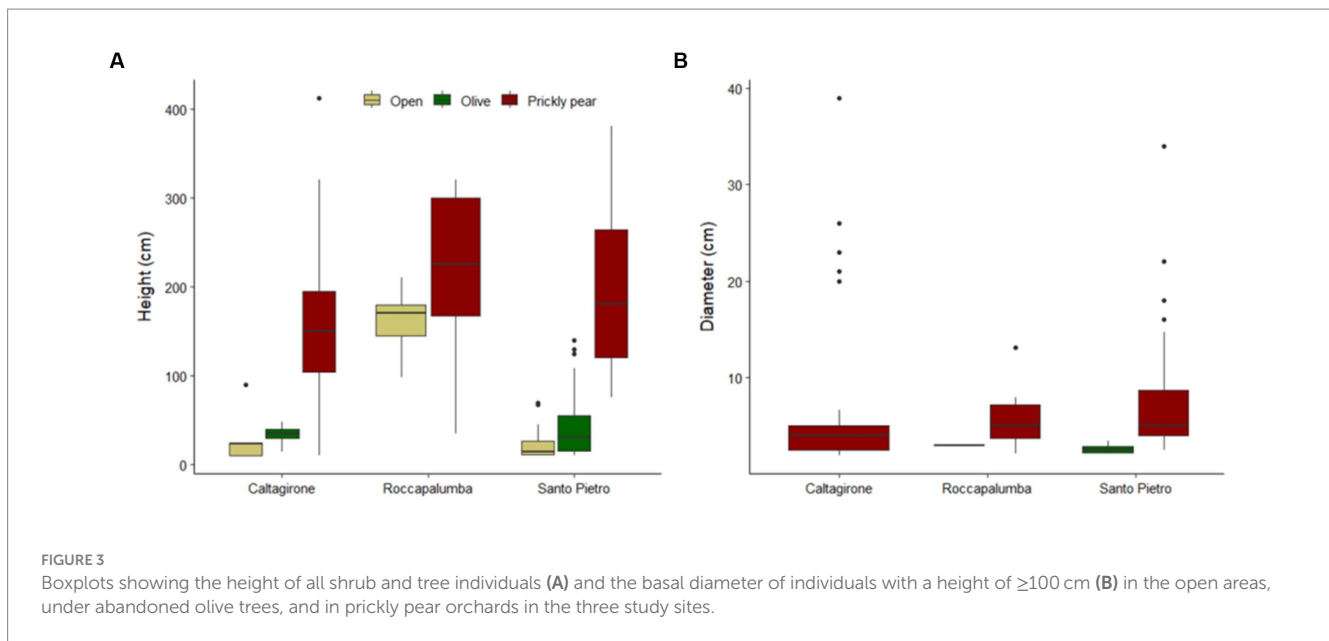 A
B
Open Olive Prickly pear
Height (cm)
400
300
200
100
0
Caltagirone Roccapalumba Santo Pietro
Diameter (cm)
40
30
20
10
Caltagirone Roccapalumba Santo Pietro
FIGURE 3
Boxplots showing the height of all shrub and tree individuals (A) and the basal diameter of individuals with a height of ≥100 cm (B) in the open areas,
under abandoned olive trees, and in prickly pear orchards in the three study sites.